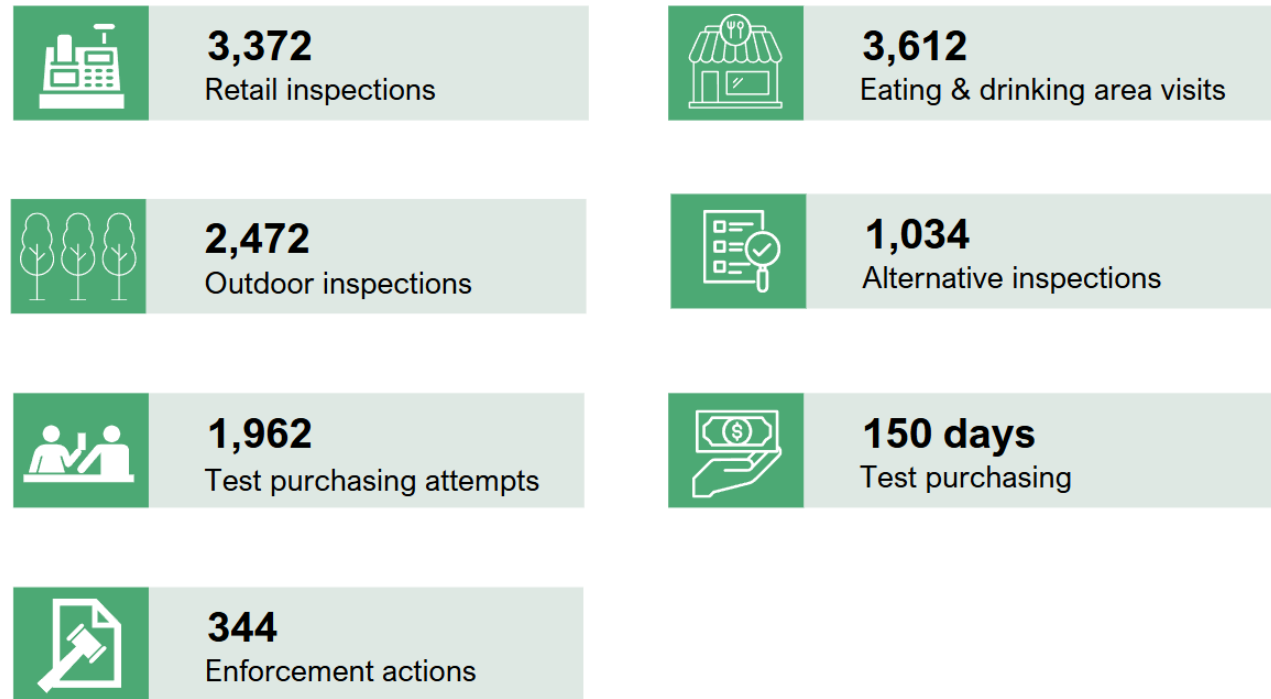 3,372
Retail inspections
3,612
Eating & drinking area visits
2,472
Outdoor inspections
1,034
Alternative inspections
1,962
Test purchasing attempts
150 days
Test purchasing
344
Enforcement actions